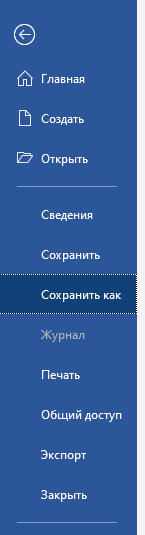 Главная
Создать
Открыть
Сведения
Сохранить
Сохранить как
Журнал
Печать
Общий доступ
Экспорт
Закрыть